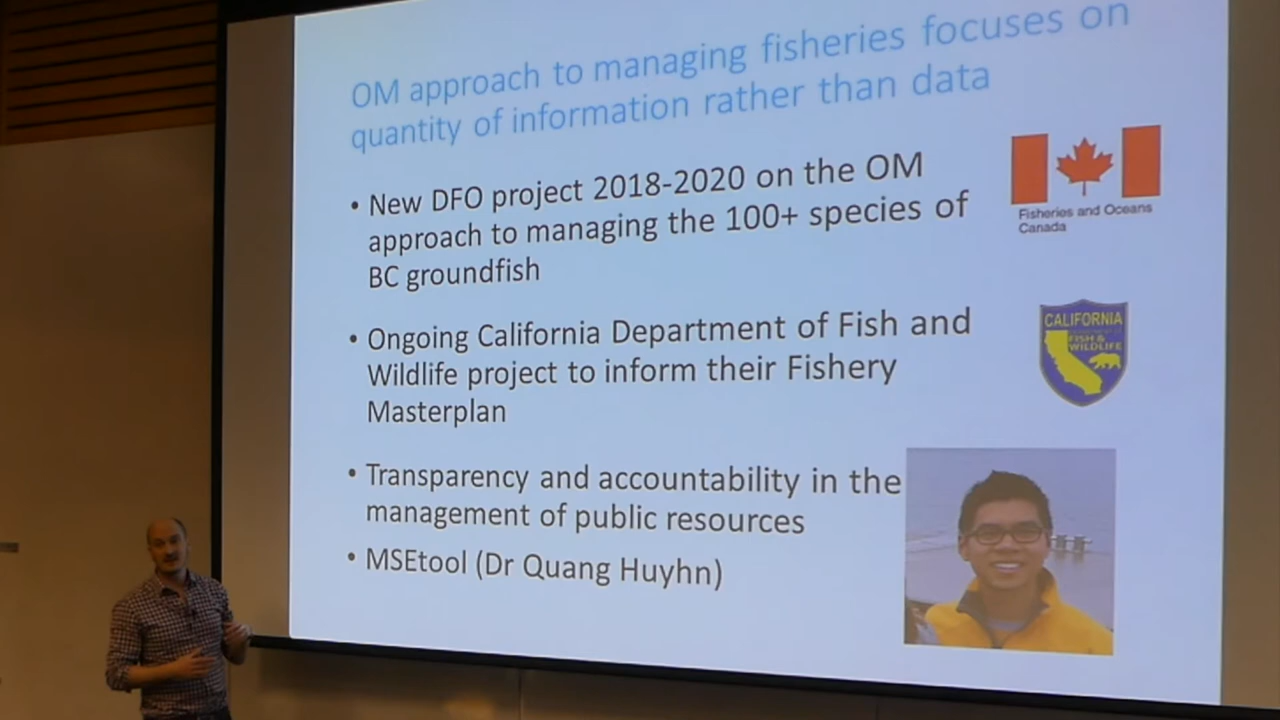 OM approach to managing fisheries focuses on
quantity of information rather than data
• New DFO project 2018-2020 on the OM
approach to managing the 100+ species of
BC groundfish
Fisheries and Oceans
Canada
• Ongoing California Department of Fish and
Wildlife project to inform their Fishery
Masterplan
CALIFORNIA
FISH &
WILDLIFE
• Transparency and accountability in the
management of public resources
• MSEtool (Dr Quang Huyhn)